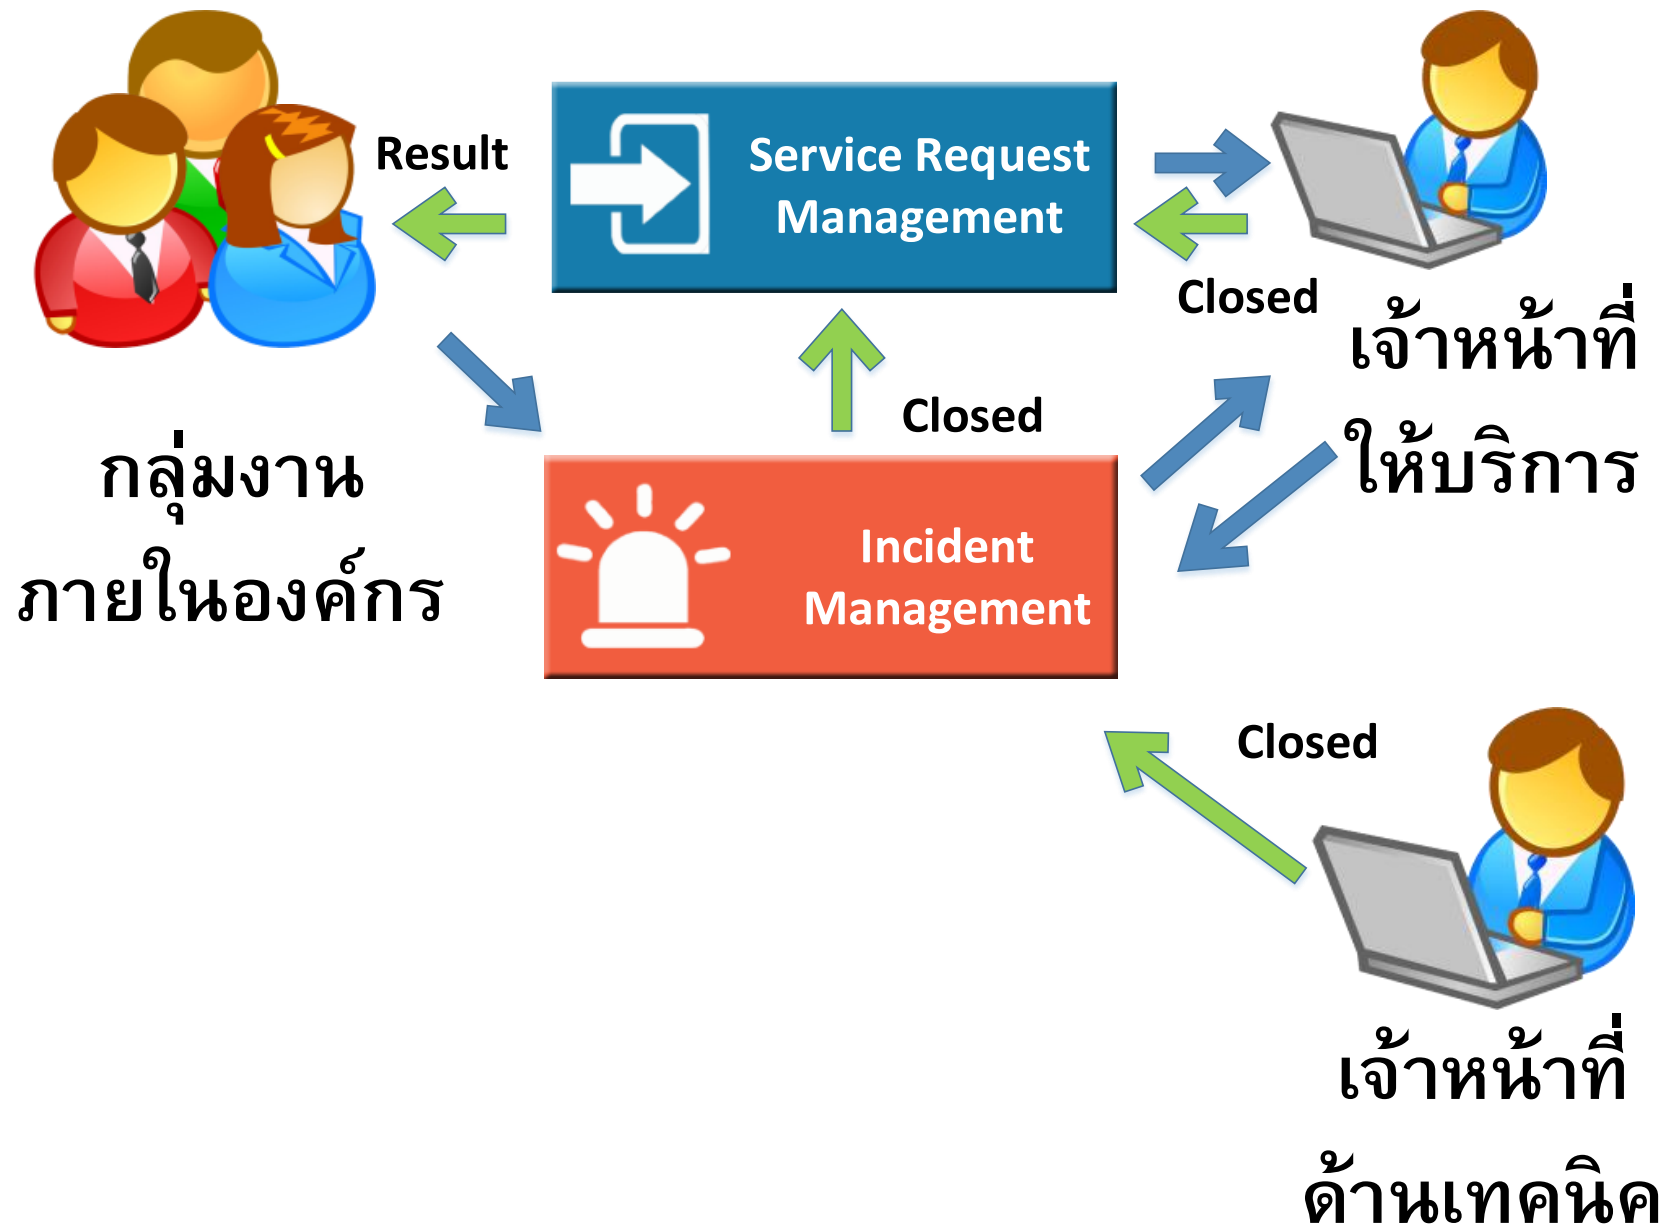 Result
Service Request
Management
Closed
เจ้าหน้าที่
ให้บริการ
Closed
กลุ่มงาน
ภายในองค์กร
Incident
Management
Closed
เจ้าหน้าที่
ด้านเทคนิค